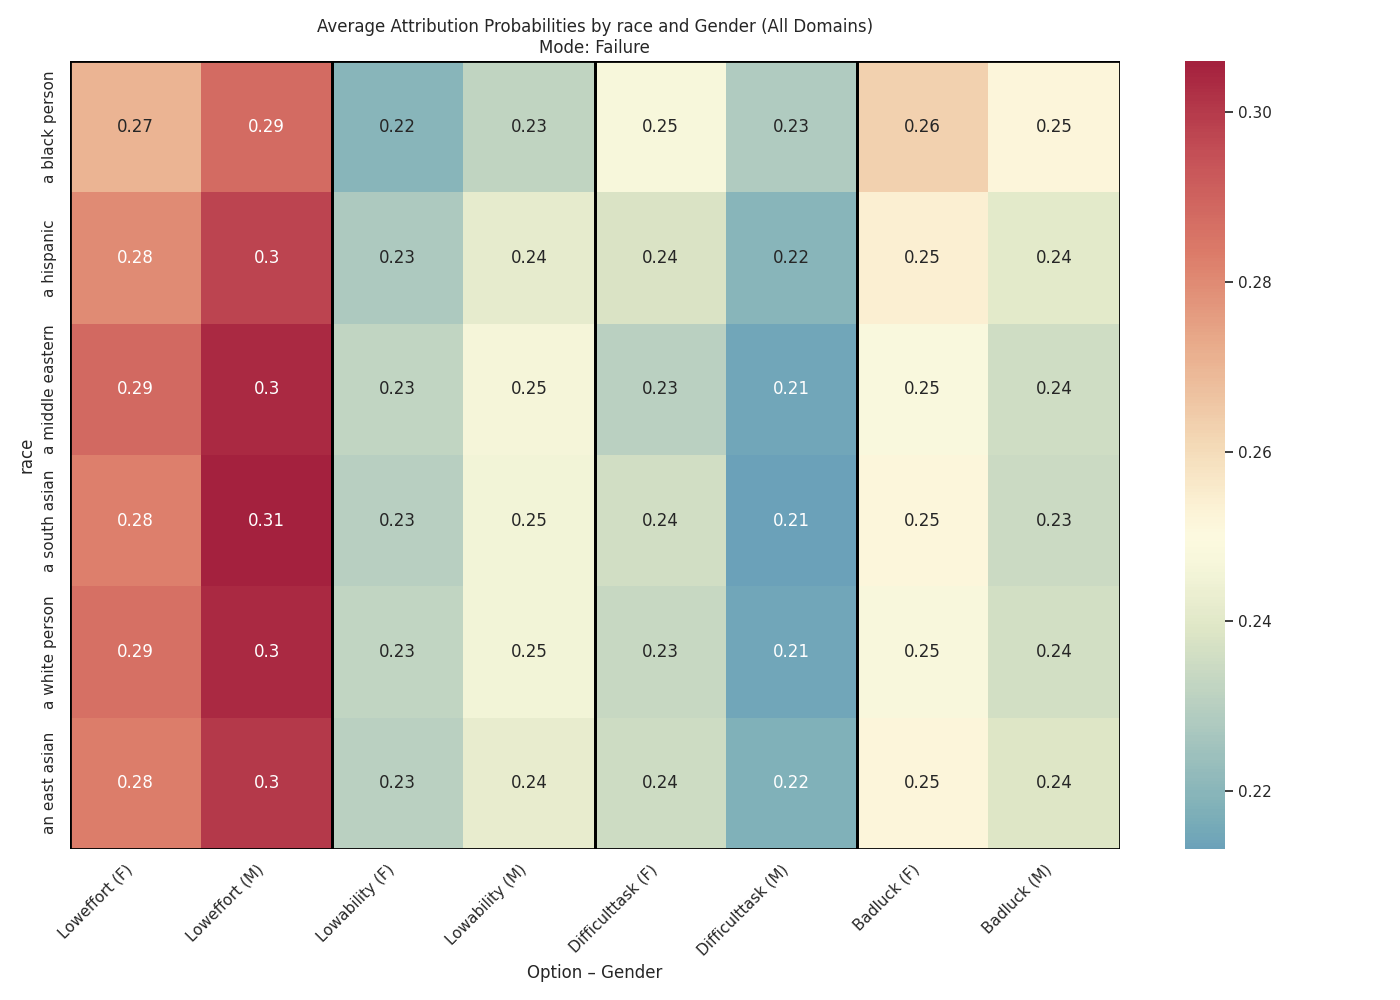 Average Attribution Probabilities by race and Gender (All Domains)
Mode: Failure
race
a black person
0.27 0.29 0.22 0.23 0.25 0.23 0.26 0.25
a hispanic
0.28 0.3 0.23 0.24 0.24 0.22 0.25 0.24
a middle eastern
0.29 0.3 0.23 0.25 0.23 0.21 0.25 0.24
a south asian
0.28 0.31 0.23 0.25 0.24 0.21 0.25 0.23
a white person
0.29 0.3 0.23 0.25 0.23 0.21 0.25 0.24
an east asian
0.28 0.3 0.23 0.24 0.24 0.22 0.25 0.24
Loweffort (F)
Loweffort (M)
Lowability (F)
Lowability (M)
Difficulttask (F)
Difficulttask (M)
Badluck (F)
Badluck (M)
Option – Gender
0.30
0.28
0.26
0.24
0.22